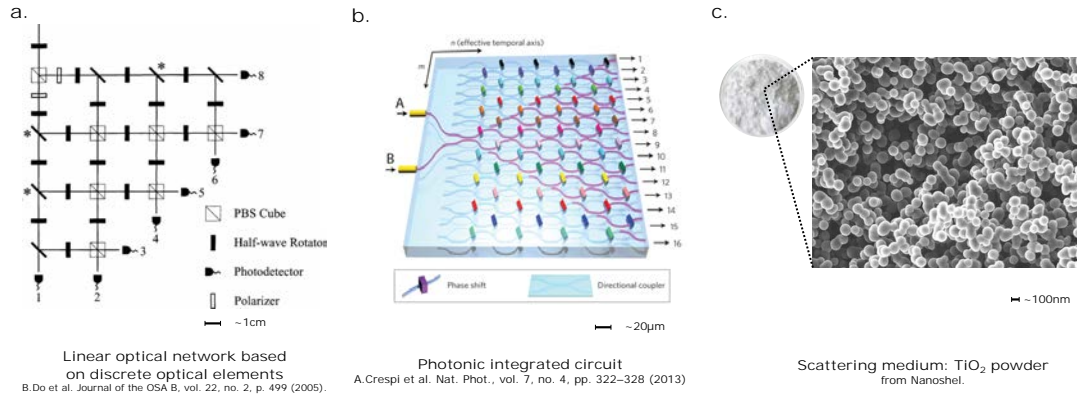 a.
*
8
*
7
6
*
5
4
3
1
2
PBS Cube
Half-wave Rotator
Photodetector
Polarizer
~1cm
Linear optical network based
on discrete optical elements
B.Do et al. Journal of the OSA B, vol. 22, no. 2, p. 499 (2005).
b.
n (effective temporal axis)
m
A
B
1
2
3
4
5
6
7
8
9
10
11
12
13
14
15
16
Phase shift
Directional coupler
~20µm
Photonic integrated circuit
A.Crespi et al. Nat. Phot., vol. 7, no. 4, pp. 322–328 (2013)
c.
~100nm
Scattering medium: TiO₂ powder
from Nanoshel.